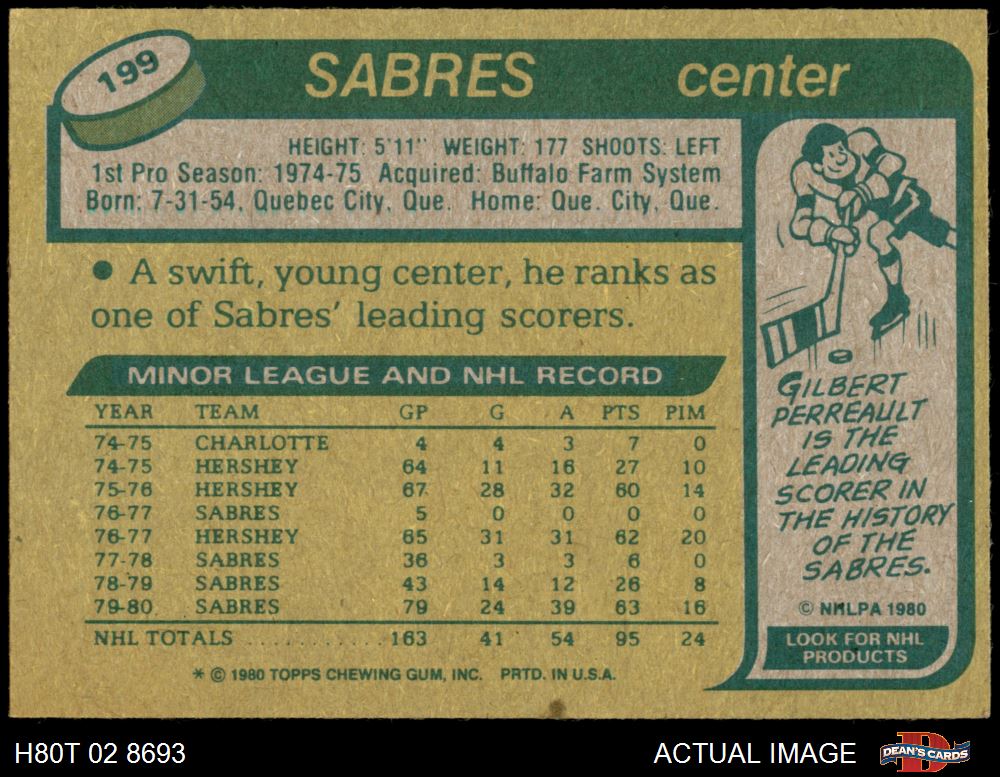 199
SABRES center
HEIGHT: 5'11" WEIGHT: 177 SHOOTS: LEFT
1st Pro Season: 1974-75 Acquired: Buffalo Farm System
Born: 7-31-54, Quebec City, Que. Home: Que. City, Que.
● A swift, young center, he ranks as
one of Sabres' leading scorers.
MINOR LEAGUE AND NHL RECORD
YEAR TEAM GP G A PTS PIM
74-75 CHARLOTTE 4 4 3 7 0
74-75 HERSHEY 64 11 16 27 10
75-76 HERSHEY 67 28 32 60 14
76-77 SABRES 5 0 0 0 0
76-77 HERSHEY 65 31 31 62 20
77-78 SABRES 36 3 3 6 0
78-79 SABRES 43 14 12 26 8
79-80 SABRES 79 24 39 63 16
NHL TOTALS .......... 163 41 54 95 24
* © 1980 TOPPS CHEWING GUM, INC. PRTD. IN U.S.A.
7
GILBERT
PERREAULT
IS THE
LEADING
SCORER IN
THE HISTORY
OF THE
SABRES.
© NHLPA 1980
LOOK FOR NHL
PRODUCTS
H80T 02 8693
ACTUAL IMAGE
D
DEAN'S CARDS